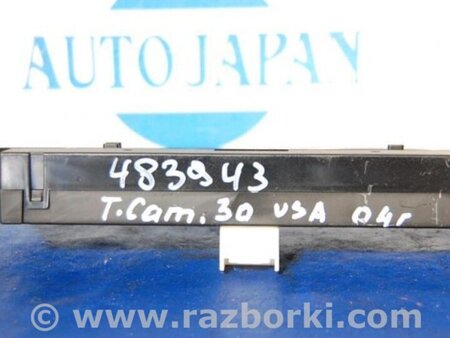 AUTO JAPAN
483943
T.Cam. 30 USA 04г
www.razborki.com